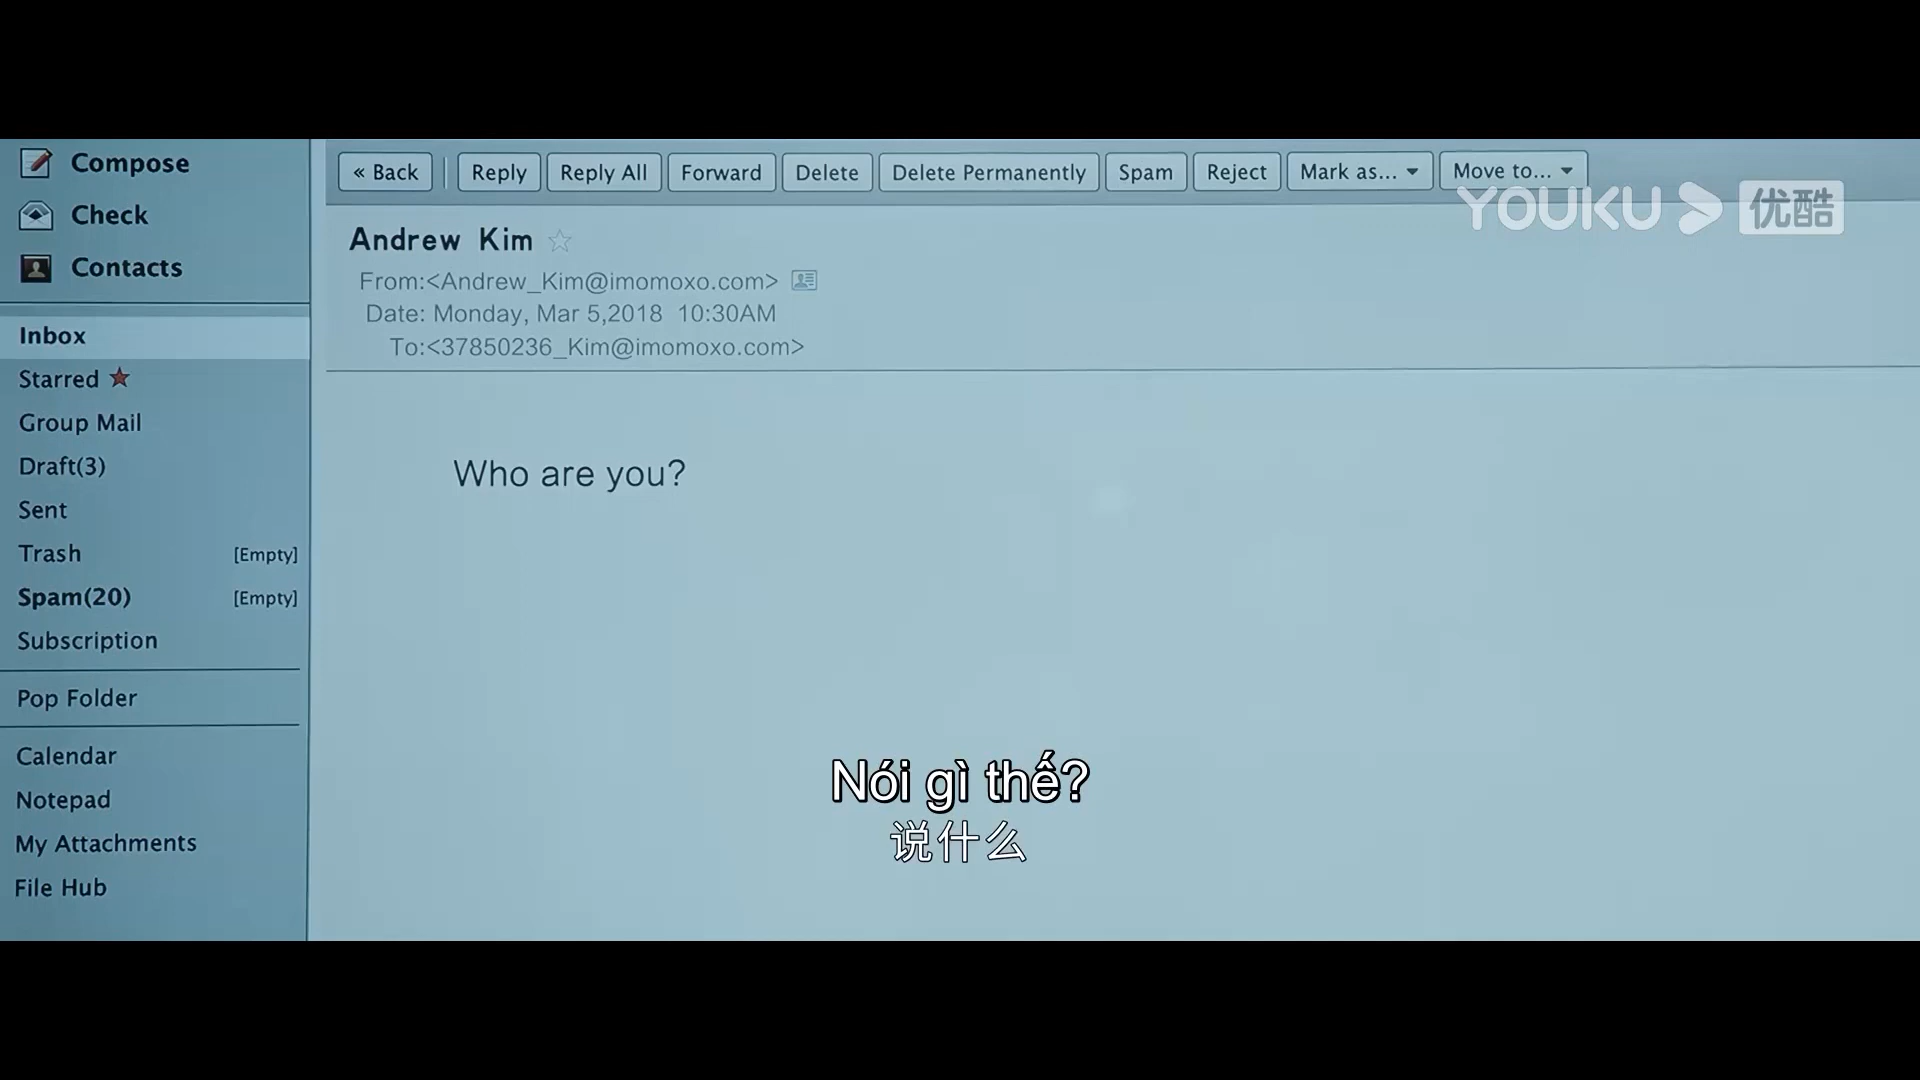 Compose
Check
Contacts
Inbox
Starred
Group Mail
Draft(3)
Sent
Trash [Empty]
Spam(20) [Empty]
Subscription
Pop Folder
Calendar
Notepad
My Attachments
File Hub
« Back Reply Reply All Forward Delete Delete Permanently Spam Reject Mark as... Move to...
YOUKU 优酷
Andrew Kim
From:<Andrew_Kim@imomoxo.com>
Date: Monday, Mar 5,2018 10:30AM
To:<37850236_Kim@imomoxo.com>
Who are you?
Nói gì thế?
说什么